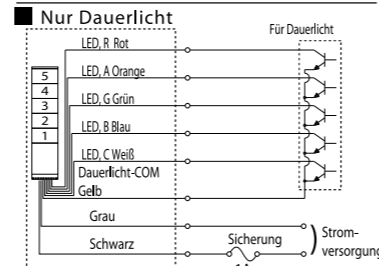 Nur Dauerlicht
Für Dauerlicht
LED, R Rot
LED, A Orange
LED, G Grün
LED, B Blau
LED, C Weiß
Dauerlicht-COM
Gelb
5
4
3
2
1
Grau
Schwarz
Sicherung
Strom-
versorgung